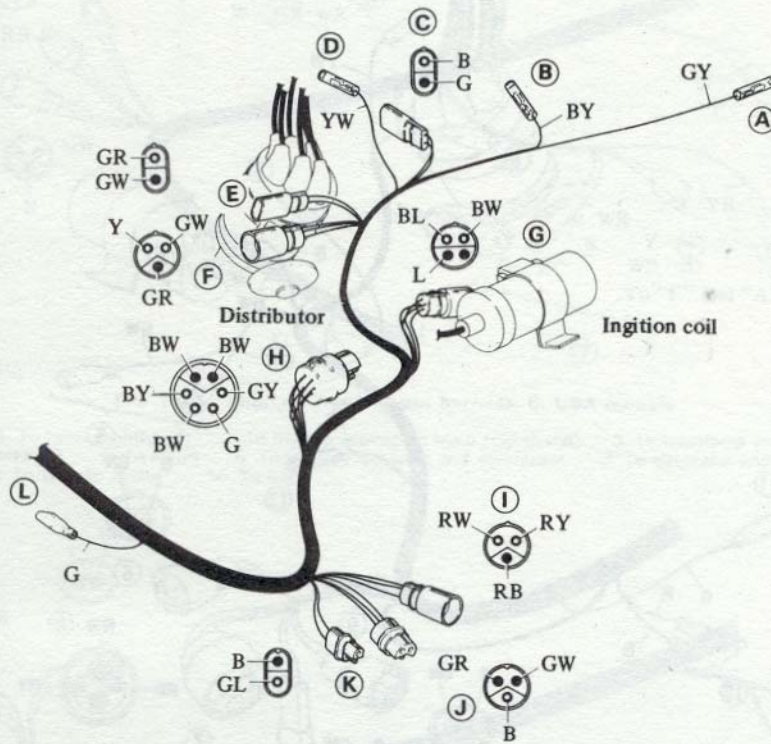 D
C
B
G
B
GY
A
YW
BY
GR
GW
E
Y
GW
GR
F
BL
BW
L
G
Distributor
Ingition coil
BW
BW
H
BY
GY
BW
G
L
G
I
RW
RY
RB
B
GL
K
GR
GW
J
B